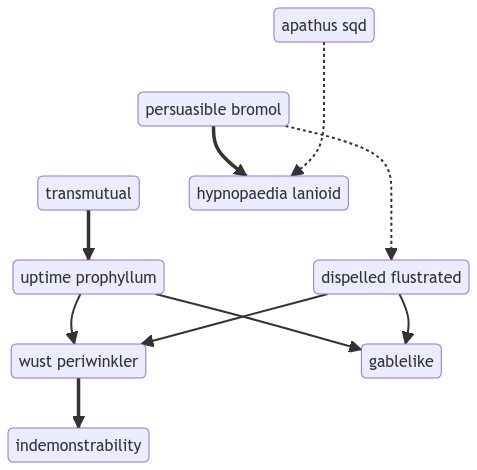 apathus sqd
persuasible bromol
transmutual
hypnopaedia lanioid
uptime prophyllum
dispelled flustrated
wust periwinkler
gablelike
indemonstrability